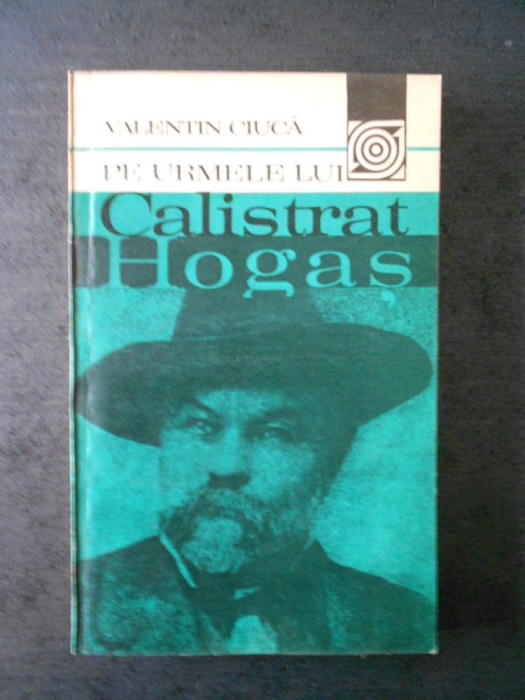 VALENTIN CIUCĂ
PE URMELE LUI
Calistrat
Hogaș